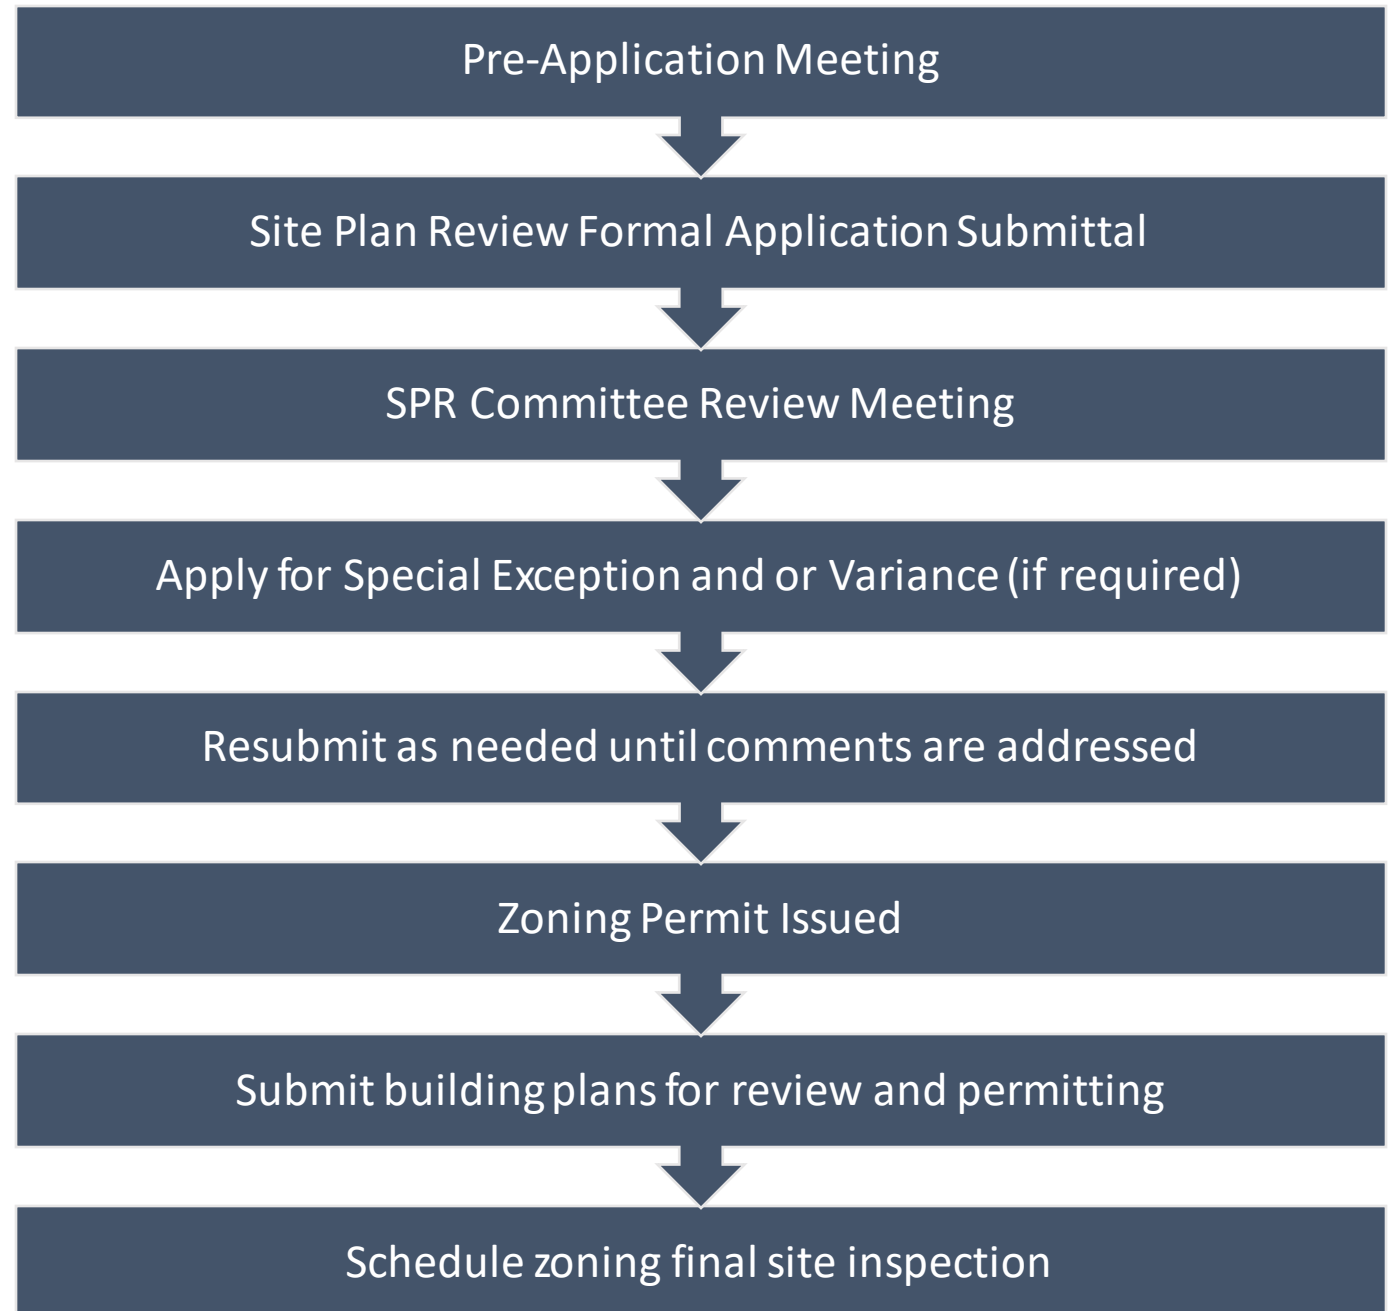 Pre-Application Meeting
Site Plan Review Formal Application Submittal
SPR Committee Review Meeting
Apply for Special Exception and or Variance (if required)
Resubmit as needed until comments are addressed
Zoning Permit Issued
Submit building plans for review and permitting
Schedule zoning final site inspection